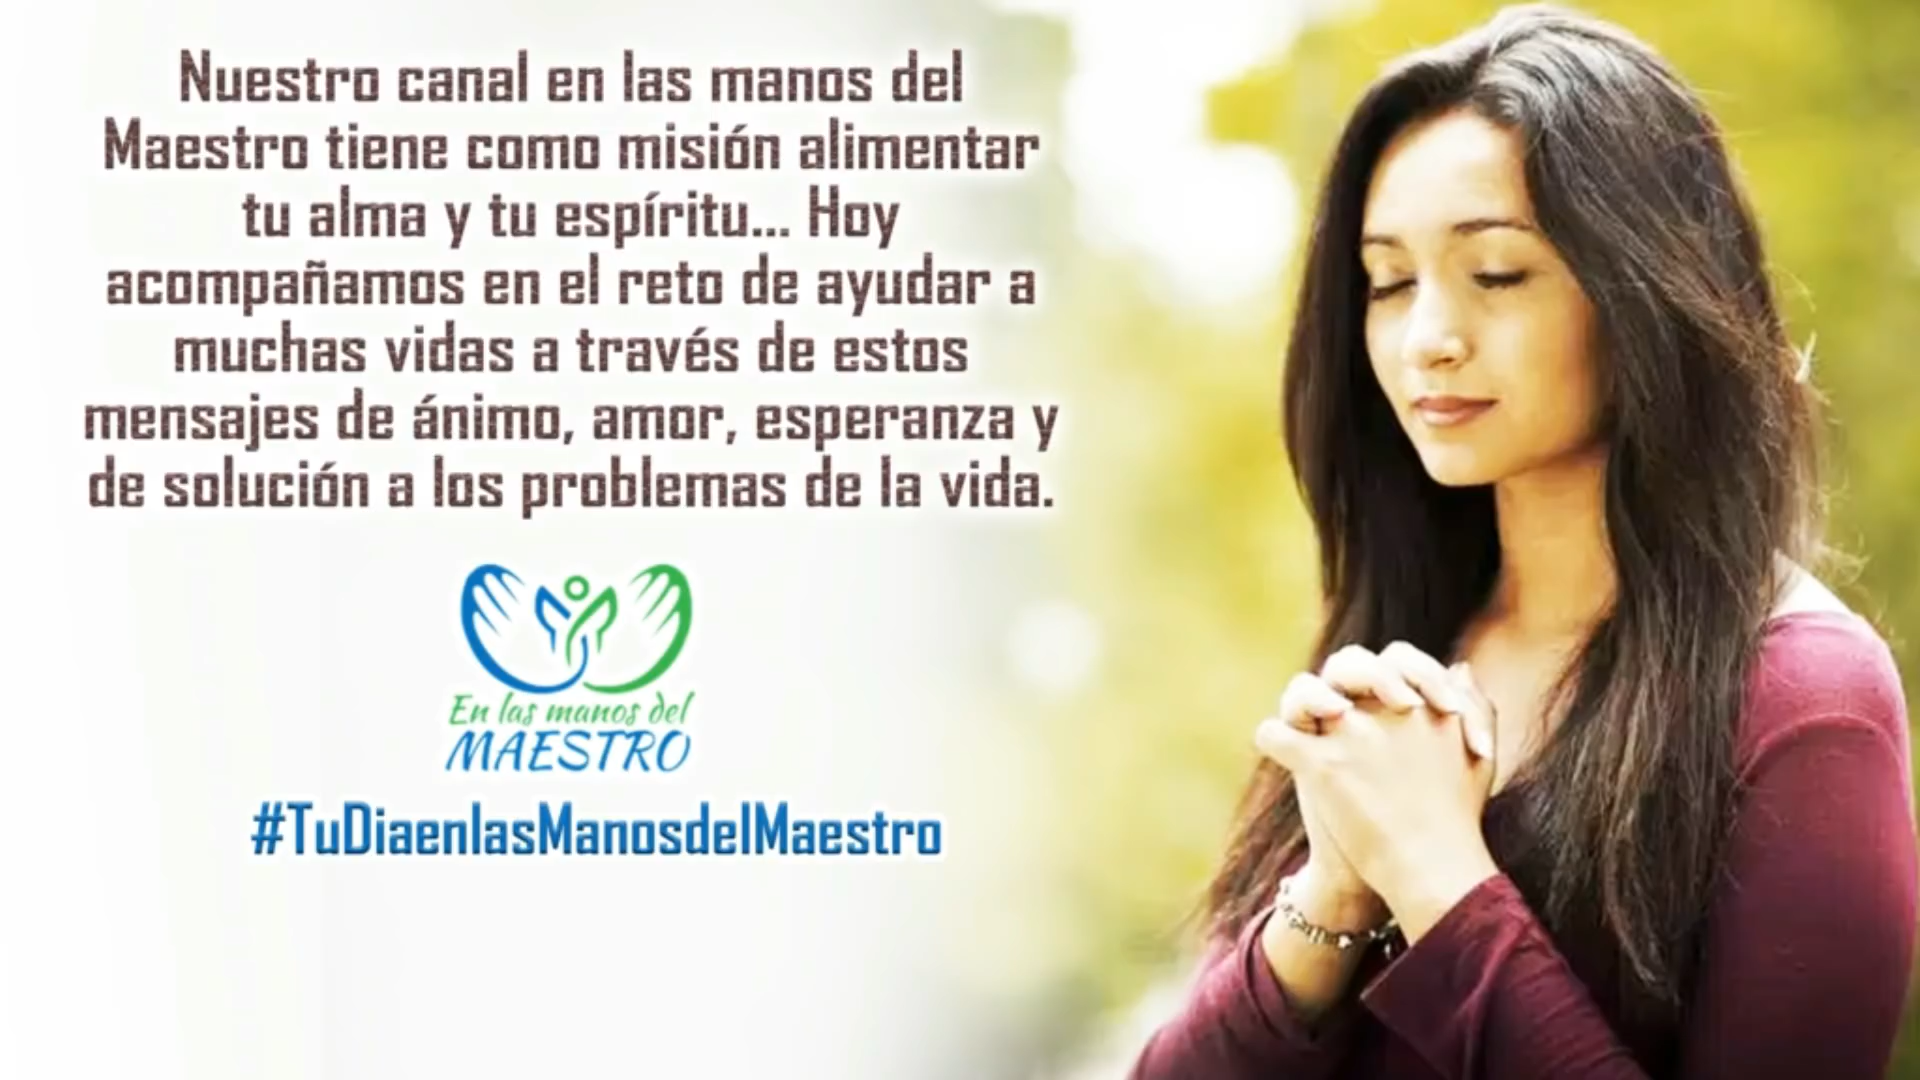 Nuestro canal en las manos del
Maestro tiene como misión alimentar
tu alma y tu espíritu... Hoy
acompañamos en el reto de ayudar a
muchas vidas a través de estos
mensajes de ánimo, amor, esperanza y
de solución a los problemas de la vida.
En las manos del
MAESTRO
#TuDiaenlasManosdelMaestro